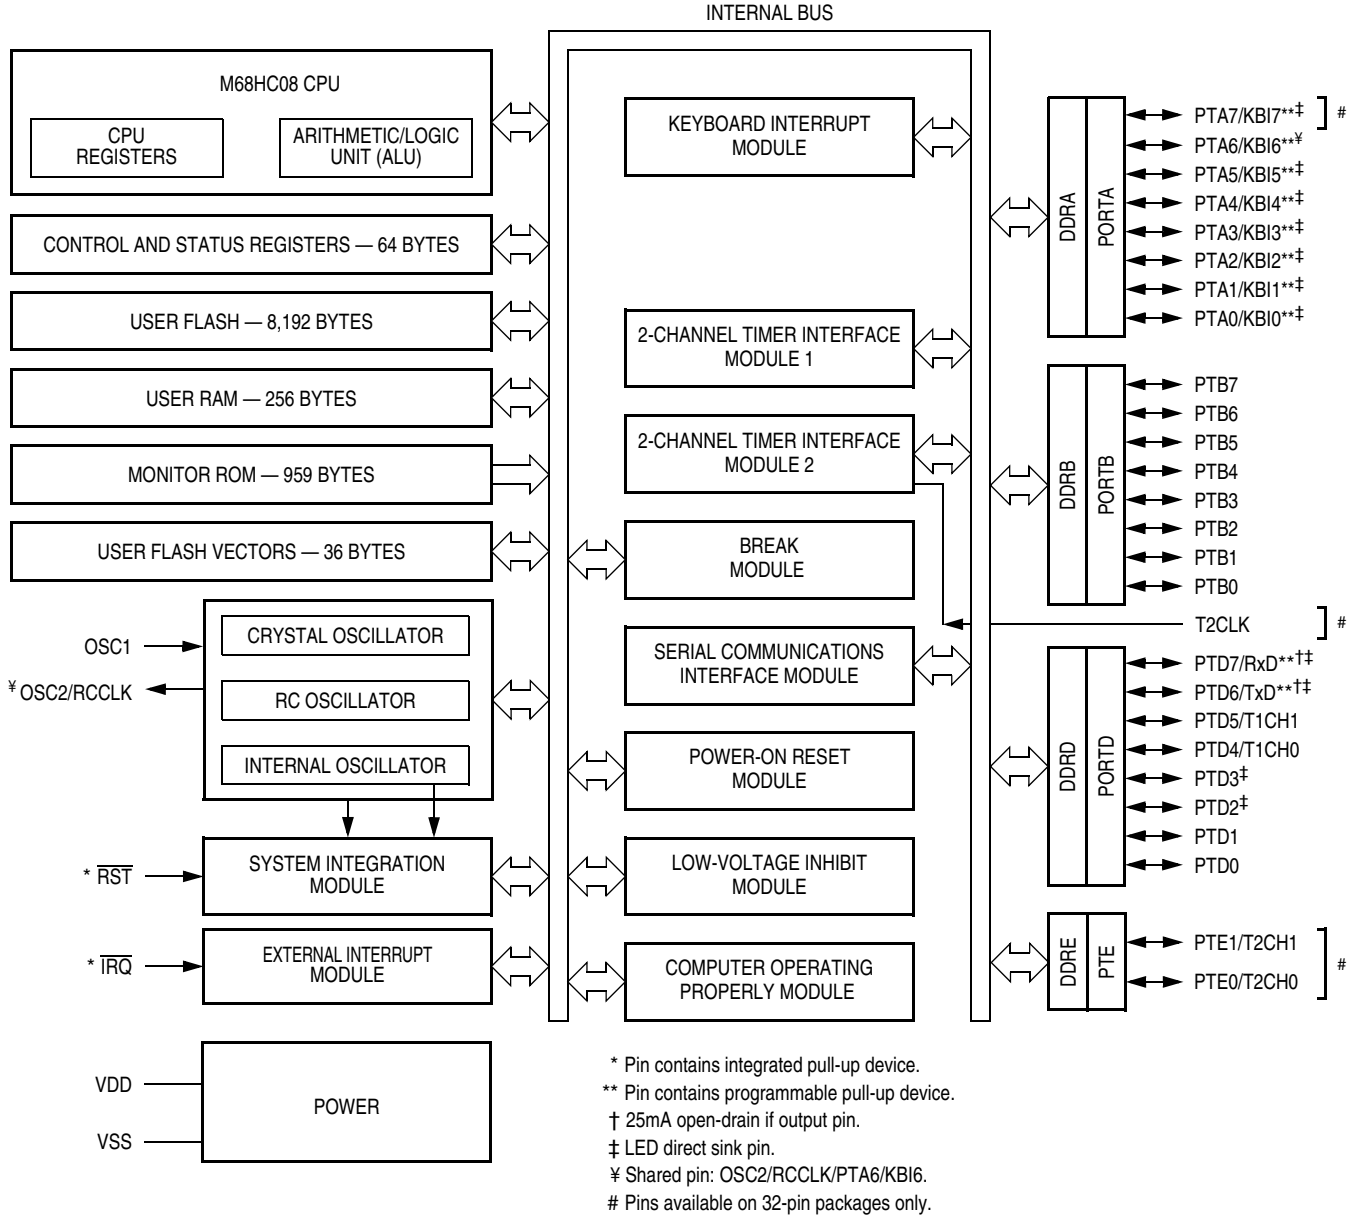 INTERNAL BUS
M68HC08 CPU
CPU
REGISTERS
ARITHMETIC/LOGIC
UNIT (ALU)
CONTROL AND STATUS REGISTERS — 64 BYTES
USER FLASH — 8,192 BYTES
USER RAM — 256 BYTES
MONITOR ROM — 959 BYTES
USER FLASH VECTORS — 36 BYTES
OSC1
¥ OSC2/RCCLK
CRYSTAL OSCILLATOR
RC OSCILLATOR
INTERNAL OSCILLATOR
* RST
SYSTEM INTEGRATION
MODULE
* IRQ
EXTERNAL INTERRUPT
MODULE
VDD
VSS
POWER
KEYBOARD INTERRUPT
MODULE
2-CHANNEL TIMER INTERFACE
MODULE 1
2-CHANNEL TIMER INTERFACE
MODULE 2
BREAK
MODULE
SERIAL COMMUNICATIONS
INTERFACE MODULE
POWER-ON RESET
MODULE
LOW-VOLTAGE INHIBIT
MODULE
COMPUTER OPERATING
PROPERLY MODULE
DDRA
PORTA
PTA7/KBI7**‡
#
PTA6/KBI6**¥
PTA5/KBI5**‡
PTA4/KBI4**‡
PTA3/KBI3**‡
PTA2/KBI2**‡
PTA1/KBI1**‡
PTA0/KBI0**‡
DDRB
PORTB
PTB7
PTB6
PTB5
PTB4
PTB3
PTB2
PTB1
PTB0
T2CLK
#
DDRD
PORTD
PTD7/RxD**†‡
PTD6/TxD**†‡
PTD5/T1CH1
PTD4/T1CH0
PTD3‡
PTD2‡
PTD1
PTD0
DDRE
PTE
PTE1/T2CH1
PTE0/T2CH0
#
* Pin contains integrated pull-up device.
** Pin contains programmable pull-up device.
† 25mA open-drain if output pin.
‡ LED direct sink pin.
¥ Shared pin: OSC2/RCCLK/PTA6/KBI6.
# Pins available on 32-pin packages only.